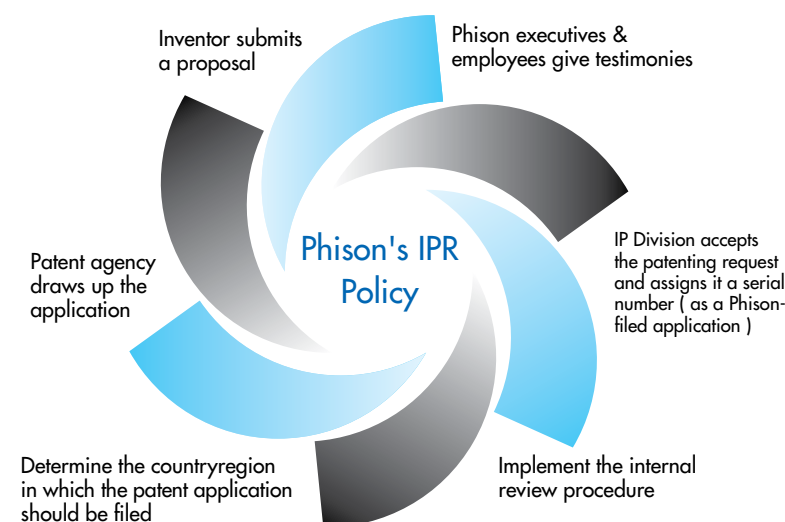 Inventor submits
a proposal
Phison executives &
employees give testimonies
IP Division accepts
the patenting request
and assigns it a serial
number ( as a Phison-
filed application )
Implement the internal
review procedure
Determine the countryregion
in which the patent application
should be filed
Patent agency
draws up the
application
Phison's IPR
Policy